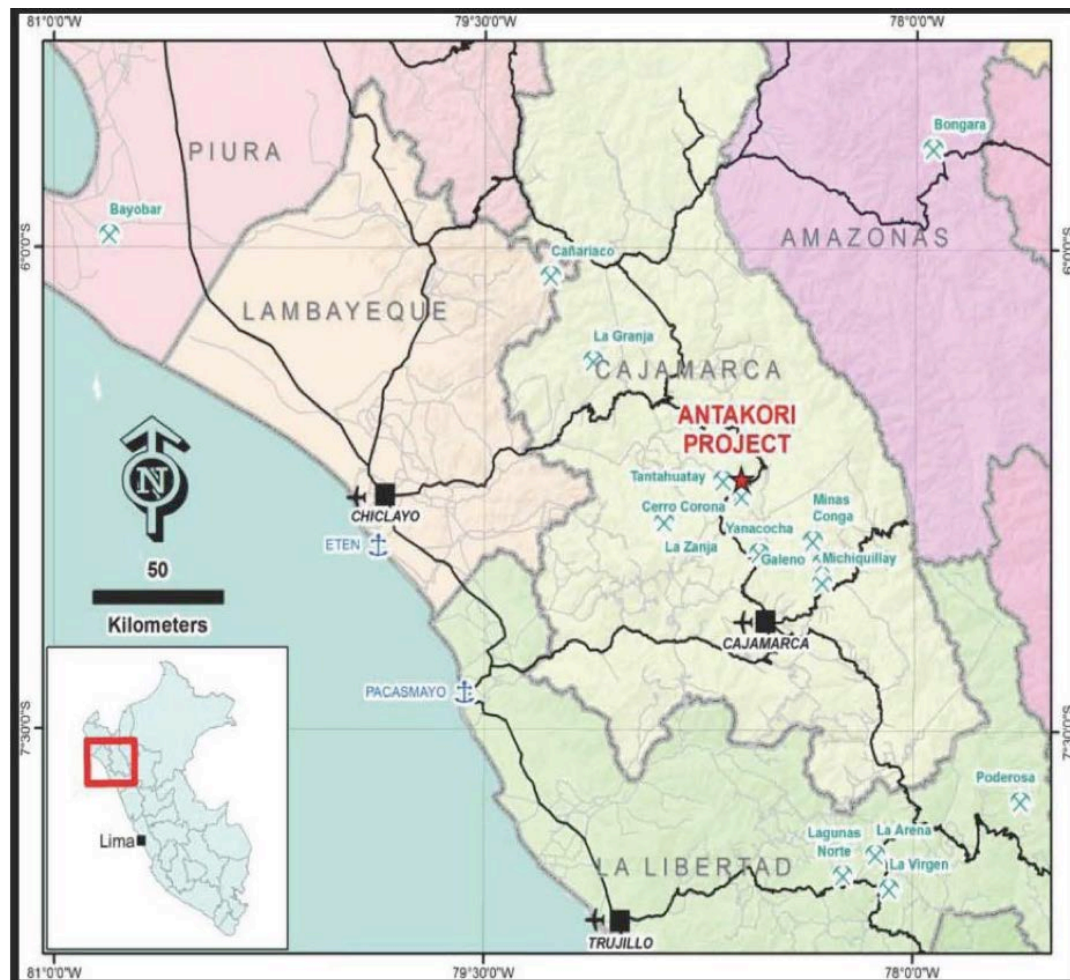 81°0'0"W
79°30'0"W
78°0'0"W
PIURA
Bongara
Bayobar
AMAZONAS
6°0'0"S
6°0'0"S
Cañariaco
LAMBAYEQUE
La Granja
CAJAMARCA
ANTAKORI
PROJECT
Tantahuatay
N
CHICLAYO
Cerro Corona
Minas
Conga
Yanacocha
ETEN
La Zanja
Galeno
Michiquillay
50
Kilometers
CAJAMARCA
PACASMAYO
7°30'0"S
7°30'0"S
Poderosa
Lima
Lagunas
Norte
La Arena
La Virgen
LA LIBERTAD
TRUJILLO
81°0'0"W
79°30'0"W
78°0'0"W